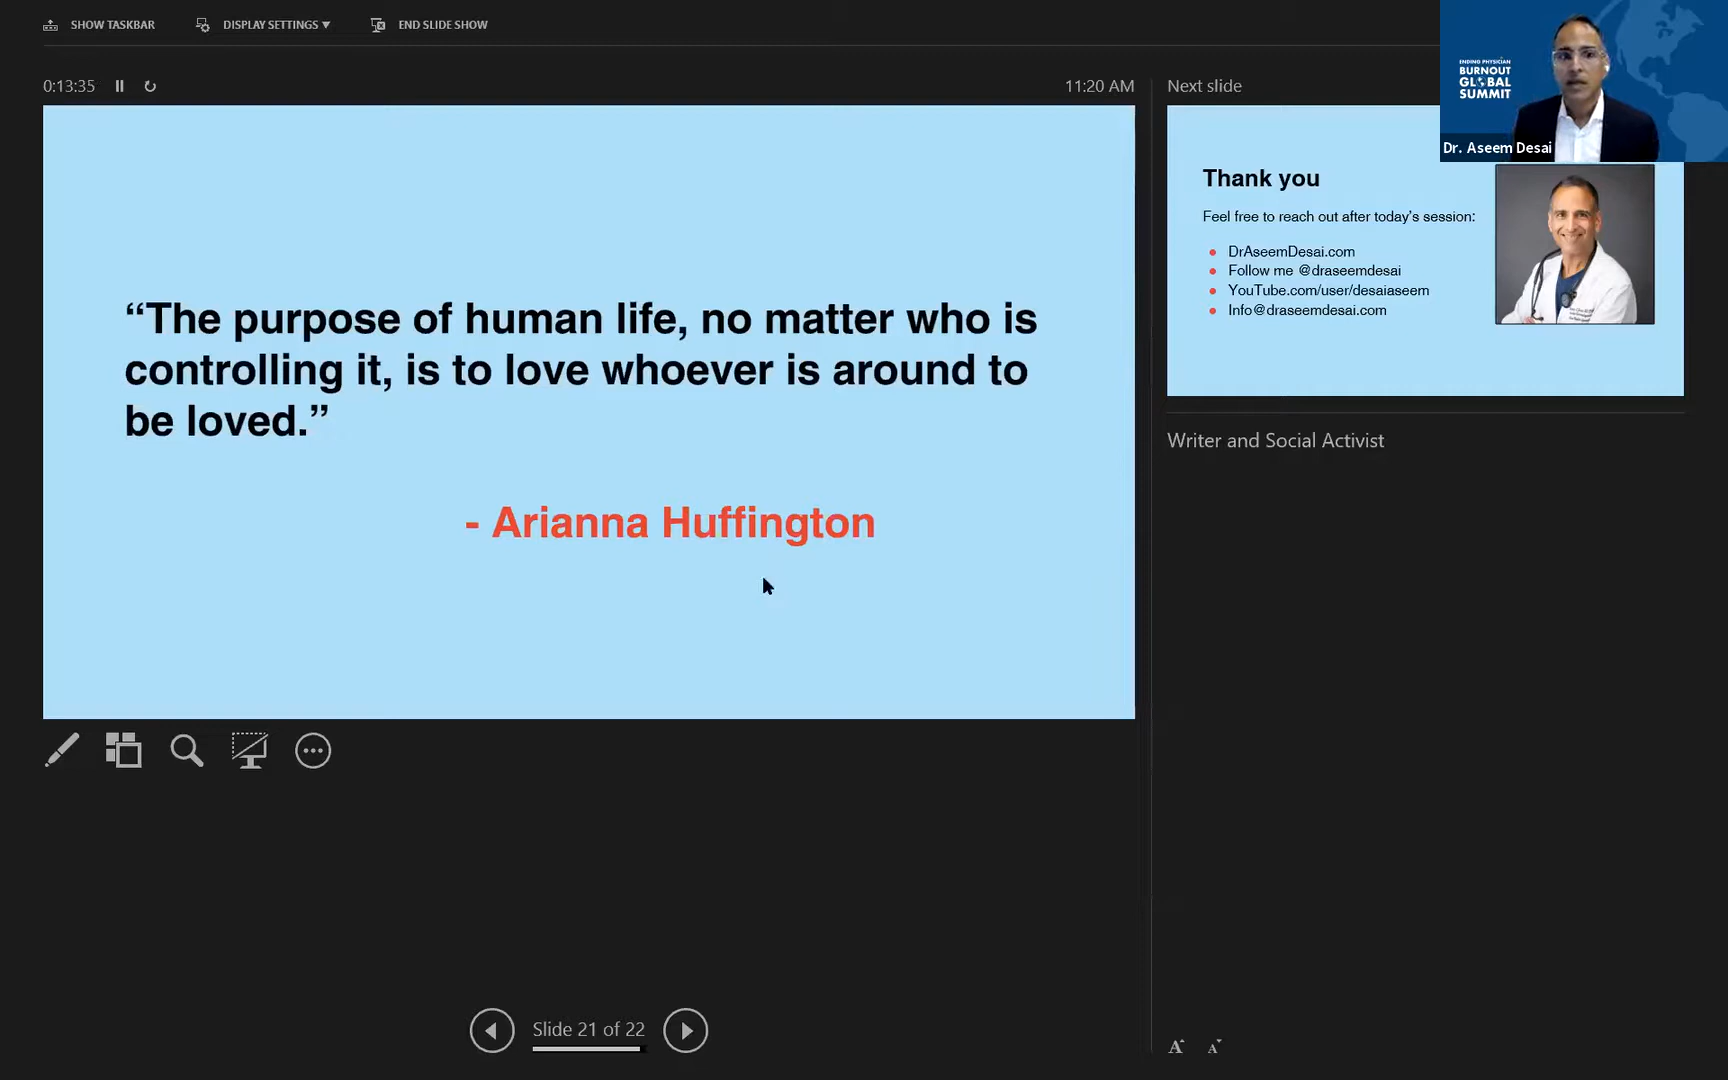 SHOW TASKBAR
DISPLAY SETTINGS ▾
END SLIDE SHOW
0:13:35
11:20 AM
“The purpose of human life, no matter who is
controlling it, is to love whoever is around to
be loved.”
- Arianna Huffington
Slide 21 of 22
Next slide
ENDING PHYSICIAN
BURNOUT
GLOBAL
SUMMIT
Dr. Aseem Desai
Thank you
Feel free to reach out after today’s session:
● DrAseemDesai.com
● Follow me @draseemdesai
● YouTube.com/user/desaiaseem
● Info@draseemdesai.com
Writer and Social Activist
A A